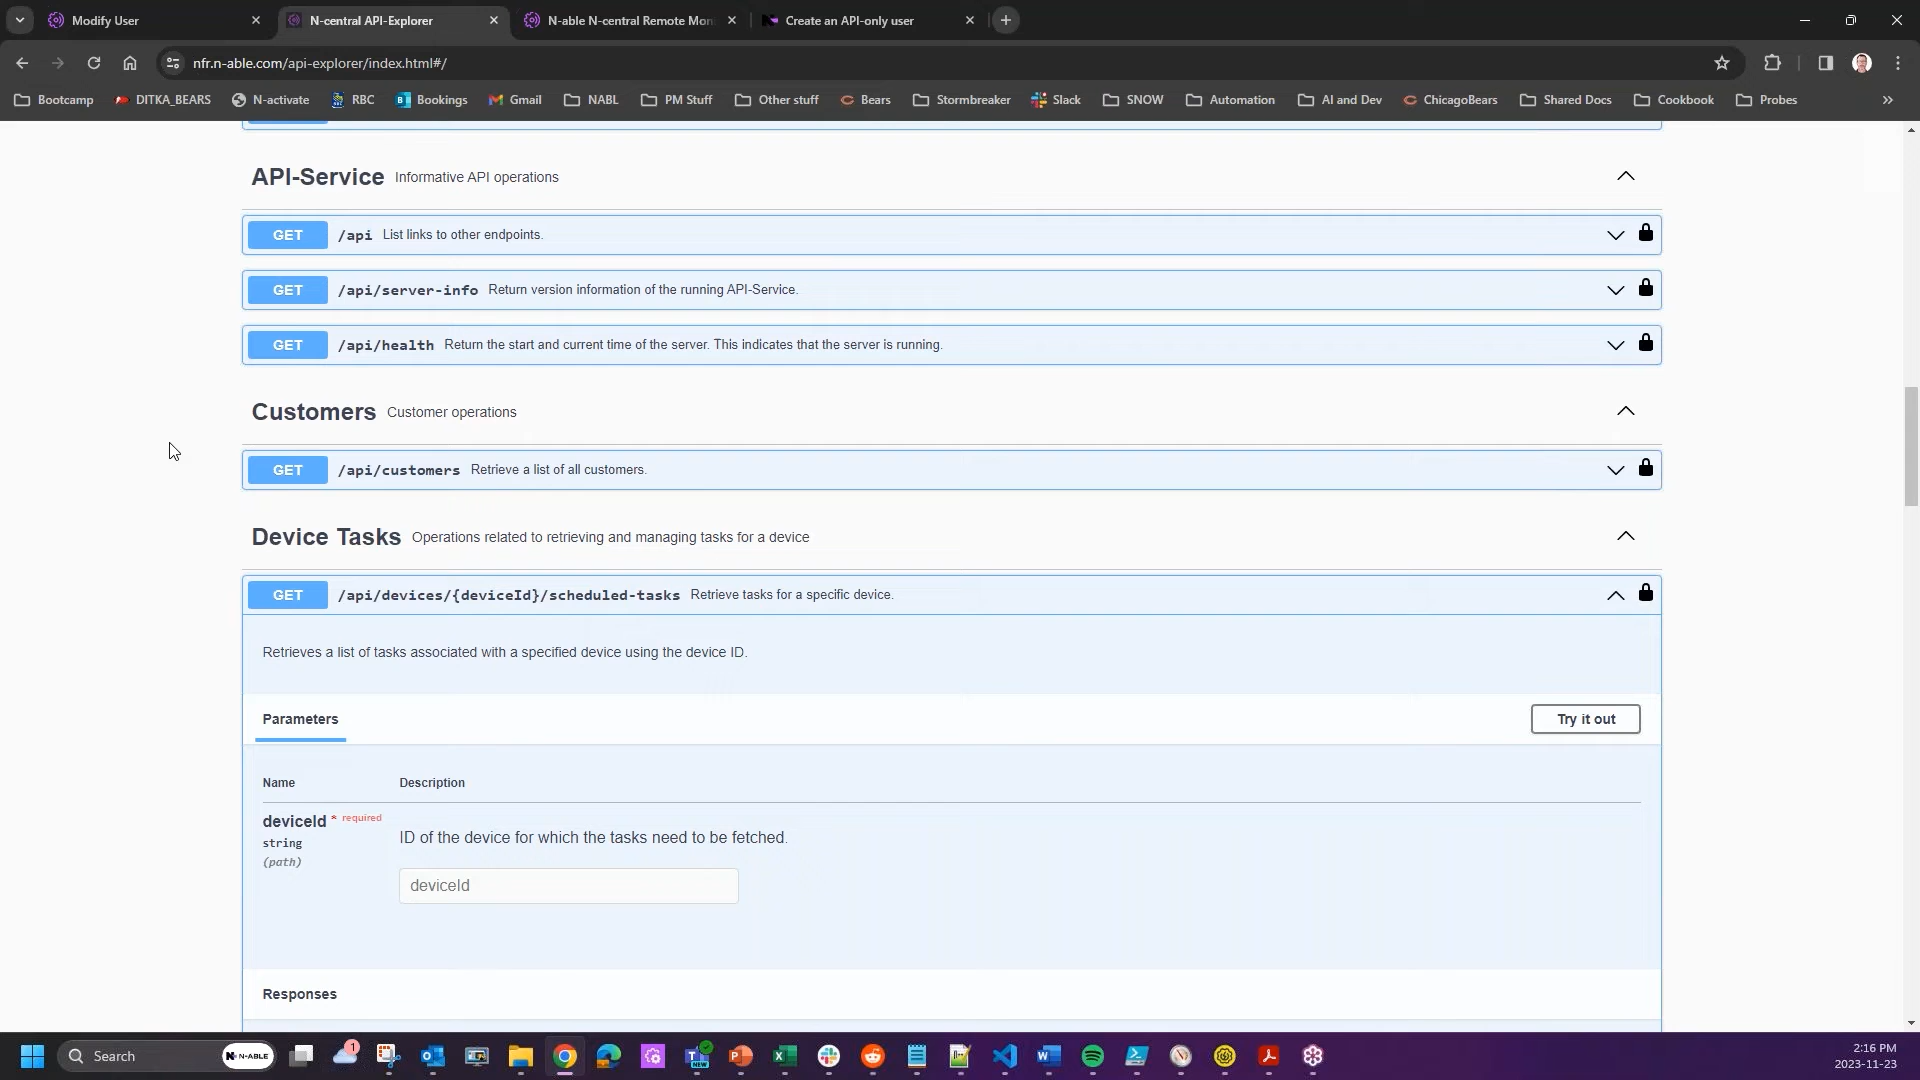 Modify User
N-central API-Explorer
N-able N-central Remote Mon
Create an API-only user
nfr.n-able.com/api-explorer/index.html#/
Bootcamp
DITKA_BEARS
N-activate
RBC
Bookings
Gmail
NABL
PM Stuff
Other stuff
Bears
Stormbreaker
Slack
SNOW
Automation
AI and Dev
ChicagoBears
Shared Docs
Cookbook
Probes
API-Service Informative API operations
GET /api List links to other endpoints.
GET /api/server-info Return version information of the running API-Service.
GET /api/health Return the start and current time of the server. This indicates that the server is running.
Customers Customer operations
GET /api/customers Retrieve a list of all customers.
Device Tasks Operations related to retrieving and managing tasks for a device
GET /api/devices/{deviceId}/scheduled-tasks Retrieve tasks for a specific device.
Retrieves a list of tasks associated with a specified device using the device ID.
Parameters
Try it out
Name Description
deviceId * required
string
(path)
ID of the device for which the tasks need to be fetched.
deviceId
Responses
Search
N-ABLE
1
2:16 PM
2023-11-23